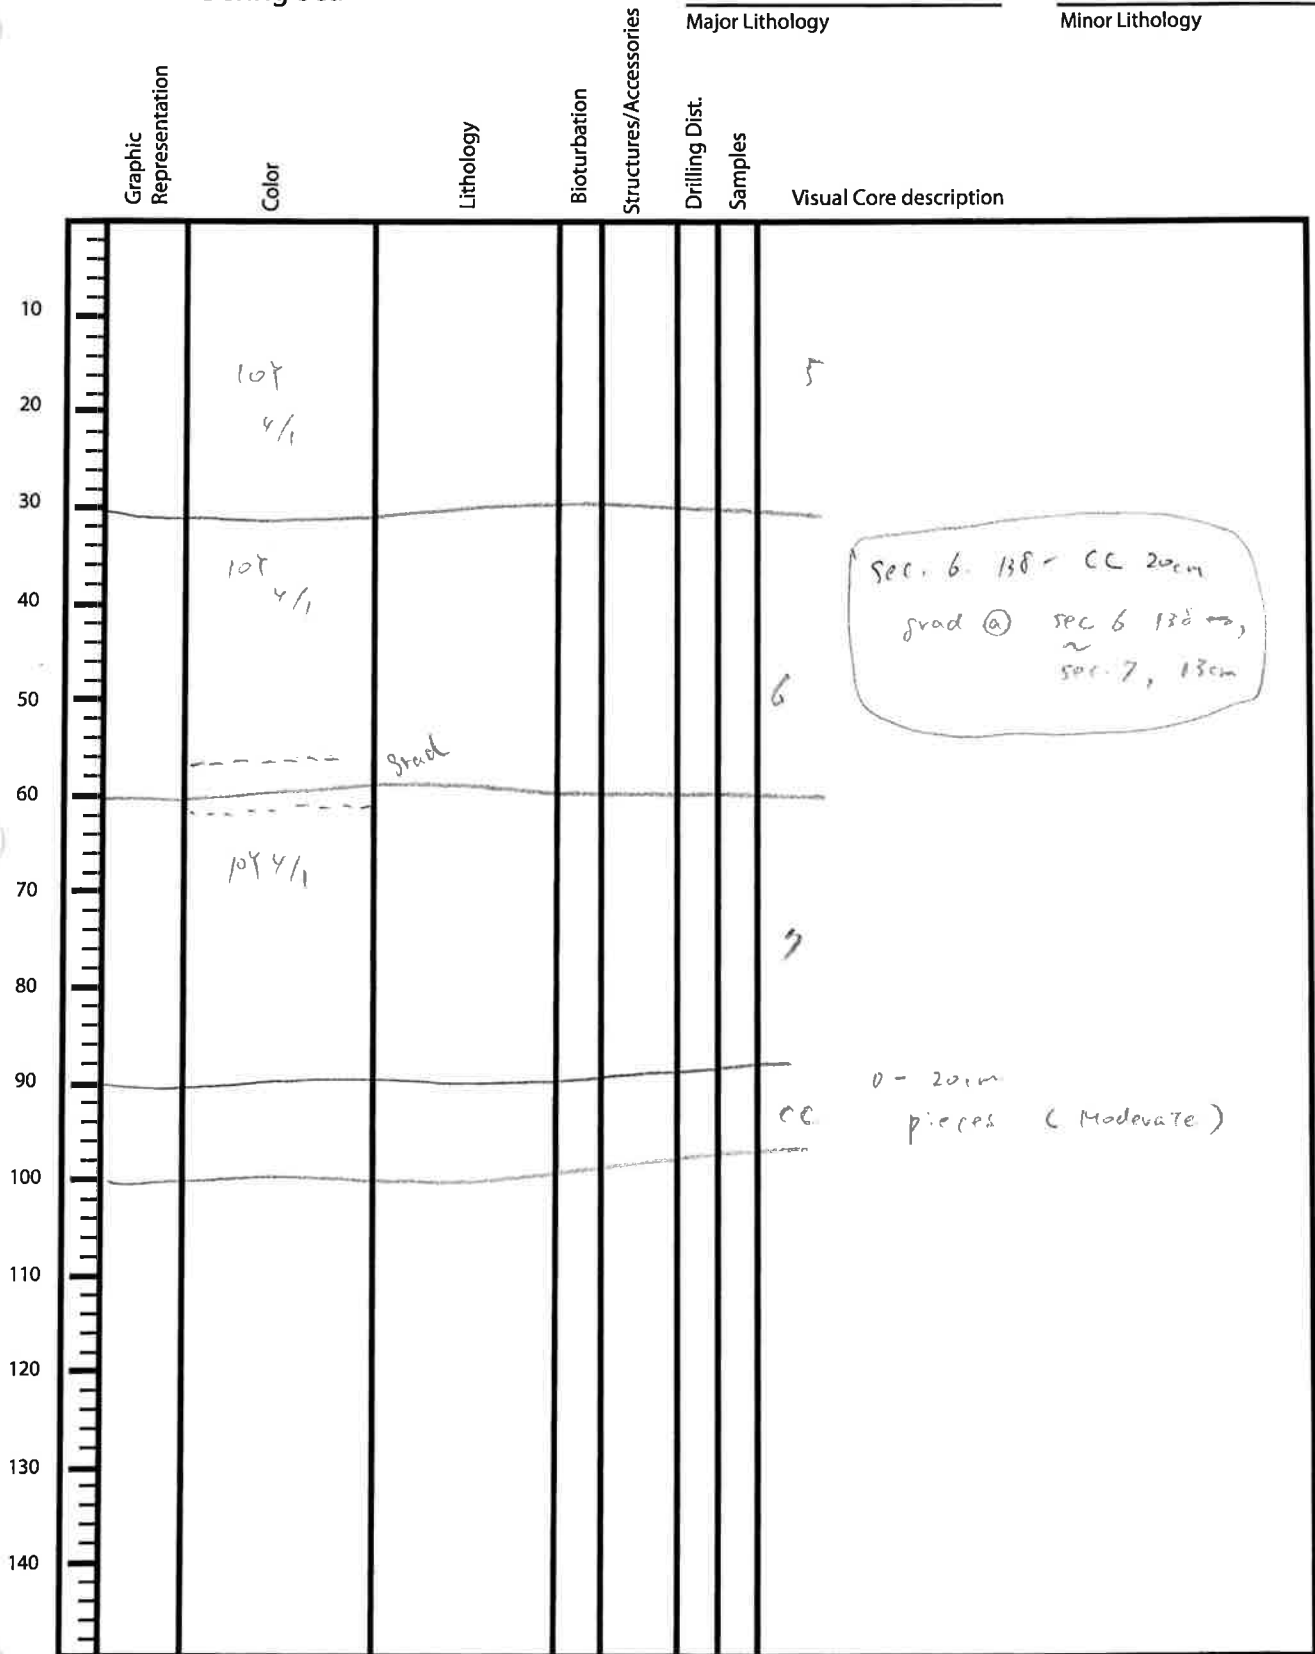 Major Lithology
Minor Lithology
Graphic
Representation
Color
Lithology
Bioturbation
Structures/Accessories
Drilling Dist.
Samples
Visual Core description
10
10Y
5
20
4/1
30
10Y
sec. 6. 138 - CC 20cm
40
4/1
grad @ sec 6 138
~
sec. 7, 13cm
50
6
grad
60
10Y 4/1
70
7
80
90
0 - 20cm
CC
pieces (Moderate)
100
110
120
130
140